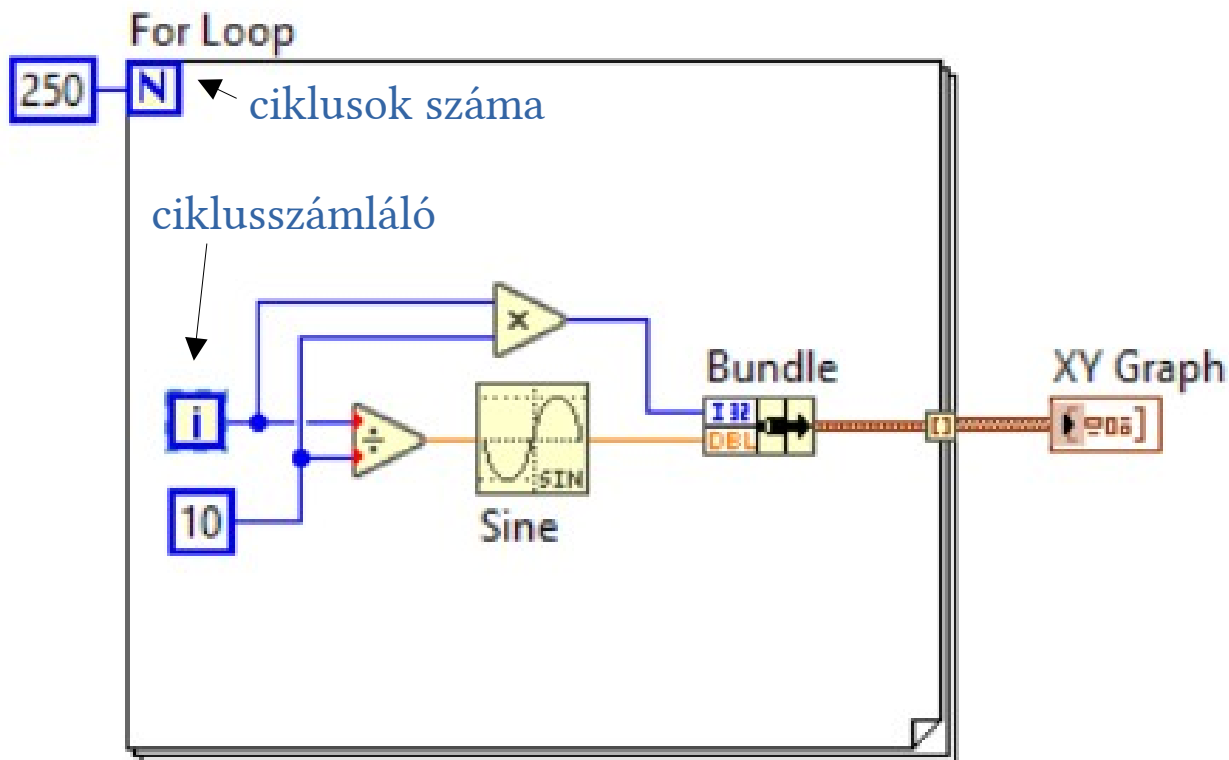 For Loop
250
N
ciklusok száma
ciklusszámláló
x
Bundle
XY Graph
I32
i
÷
DBL
SIN
10
Sine